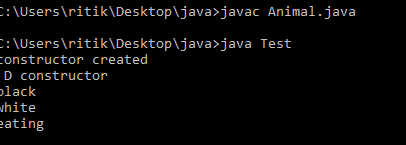 C:\Users\ritik\Desktop\java>javac Animal.java
C:\Users\ritik\Desktop\java>java Test
constructor created
D constructor
black
white
eating